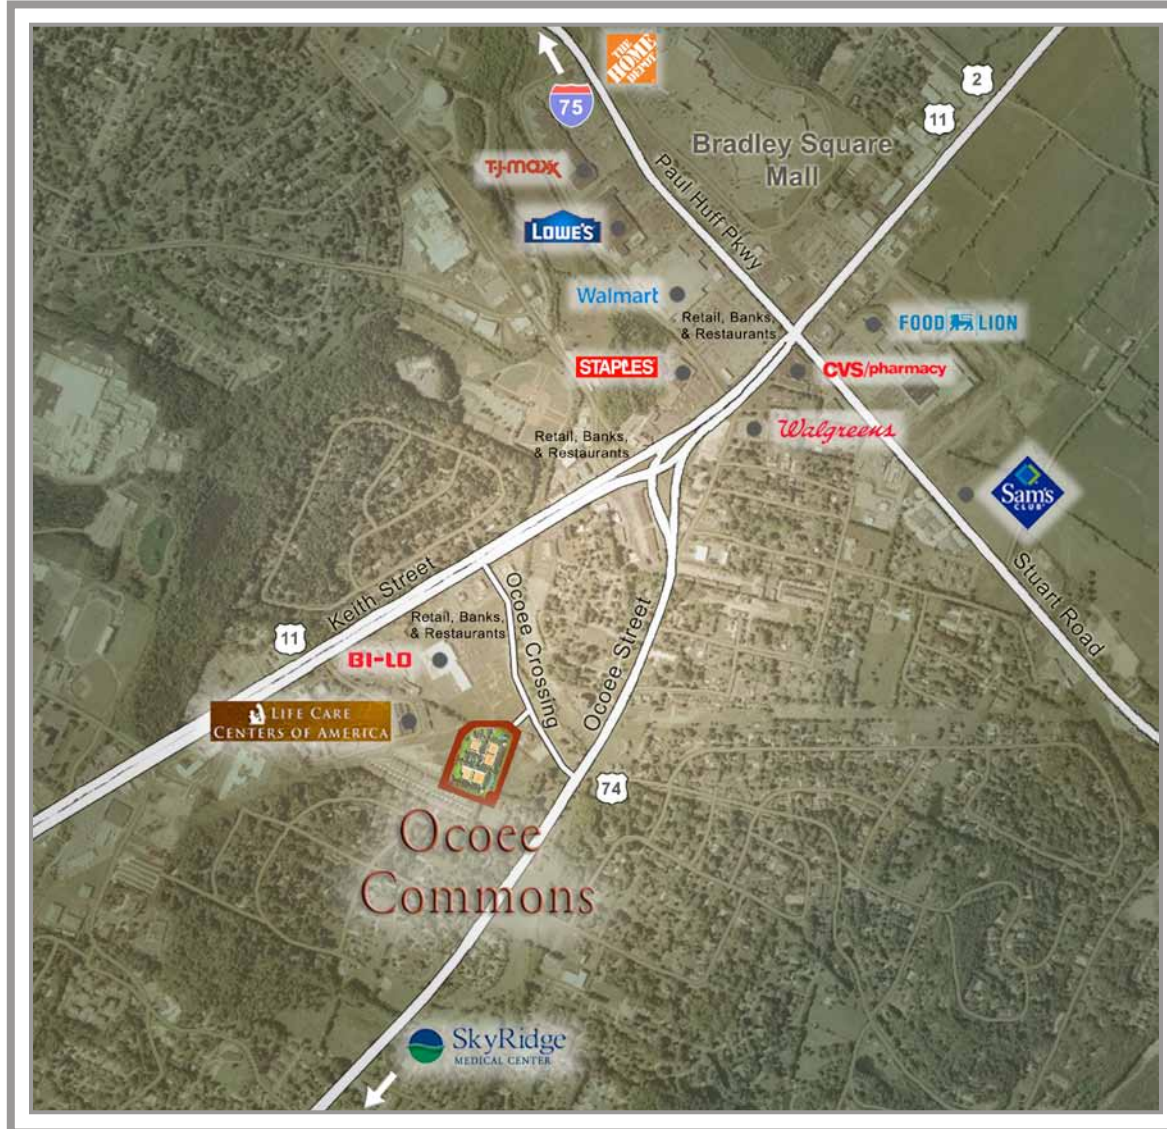 THE
HOME
DEPOT
75
2
11
Bradley Square
Mall
T·J·maxx
Paul Huff Pkwy
LOWE'S
Walmart
Retail, Banks,
& Restaurants
FOOD LION
STAPLES
CVS/pharmacy
Walgreens
Retail, Banks,
& Restaurants
Sam's
CLUB
Keith Street
Ocoee Crossing
Ocoee Street
Stuart Road
11
Retail, Banks,
& Restaurants
BI-LO
LIFE CARE
CENTERS OF AMERICA
74
Ocoee
Commons
SkyRidge
MEDICAL CENTER